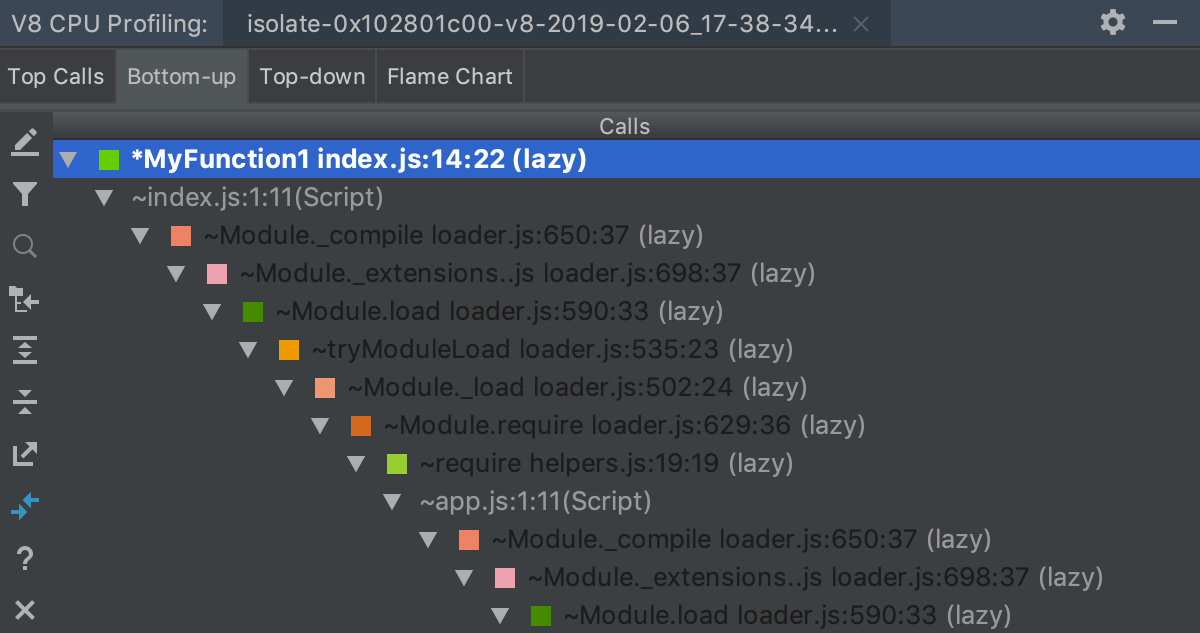 V8 CPU Profiling: isolate-0x102801c00-v8-2019-02-06_17-38-34...
Top Calls Bottom-up Top-down Flame Chart
Calls
*MyFunction1 index.js:14:22 (lazy)
~index.js:1:11(Script)
~Module._compile loader.js:650:37 (lazy)
~Module._extensions..js loader.js:698:37 (lazy)
~Module.load loader.js:590:33 (lazy)
~tryModuleLoad loader.js:535:23 (lazy)
~Module._load loader.js:502:24 (lazy)
~Module.require loader.js:629:36 (lazy)
~require helpers.js:19:19 (lazy)
~app.js:1:11(Script)
~Module._compile loader.js:650:37 (lazy)
~Module._extensions..js loader.js:698:37 (lazy)
~Module.load loader.js:590:33 (lazy)